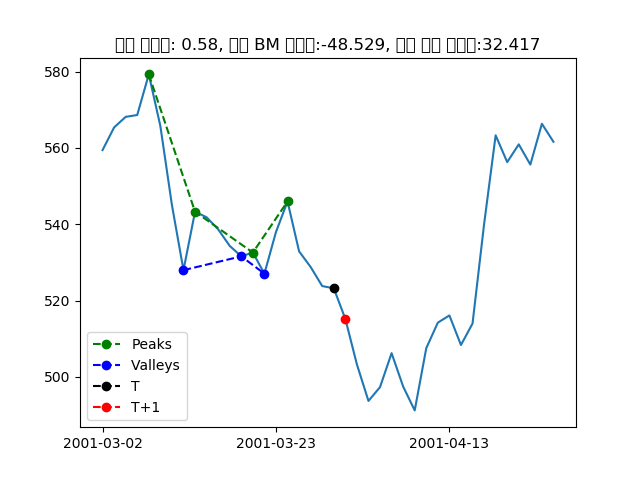 : 0.58, BM :-48.529, :32.417
580
560
540
520
500
Peaks
Valleys
T
T+1
2001-03-02
2001-03-23
2001-04-13